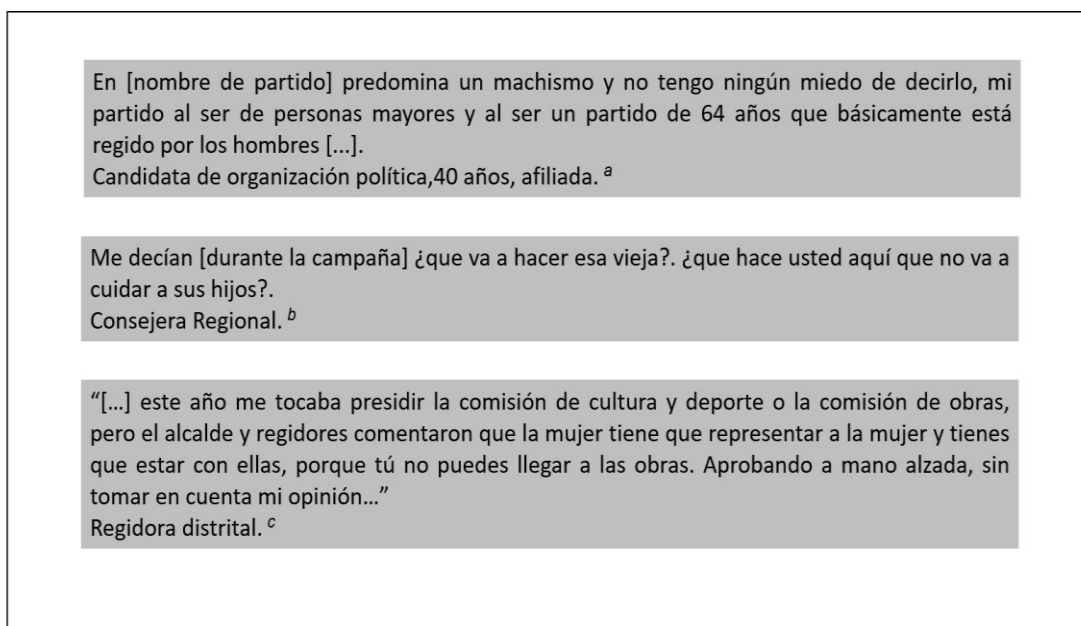 En [nombre de partido] predomina un machismo y no tengo ningún miedo de decirlo, mi
partido al ser de personas mayores y al ser un partido de 64 años que básicamente está
regido por los hombres [...].
Candidata de organización política,40 años, afiliada. a
Me decían [durante la campaña] ¿que va a hacer esa vieja?. ¿que hace usted aquí que no va a
cuidar a sus hijos?.
Consejera Regional. b
“[…] este año me tocaba presidir la comisión de cultura y deporte o la comisión de obras,
pero el alcalde y regidores comentaron que la mujer tiene que representar a la mujer y tienes
que estar con ellas, porque tú no puedes llegar a las obras. Aprobando a mano alzada, sin
tomar en cuenta mi opinión…”
Regidora distrital. c